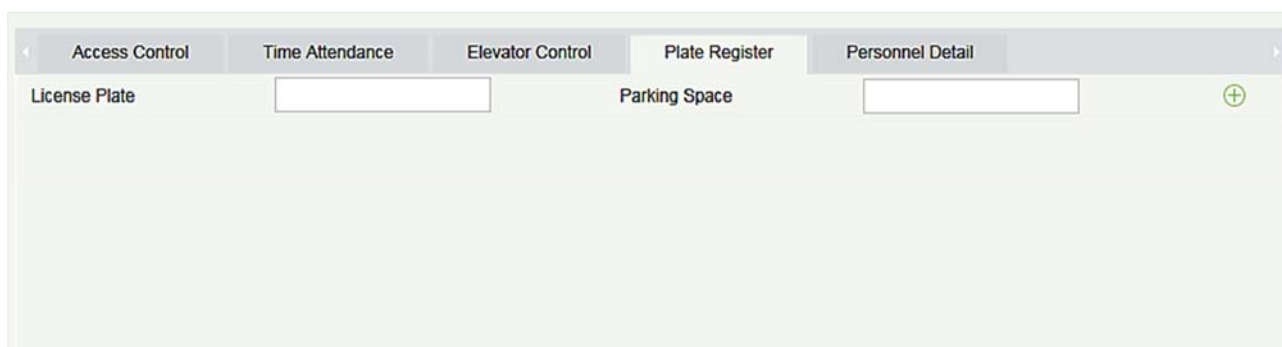 Access Control Time Attendance Elevator Control Plate Register Personnel Detail
License Plate Parking Space